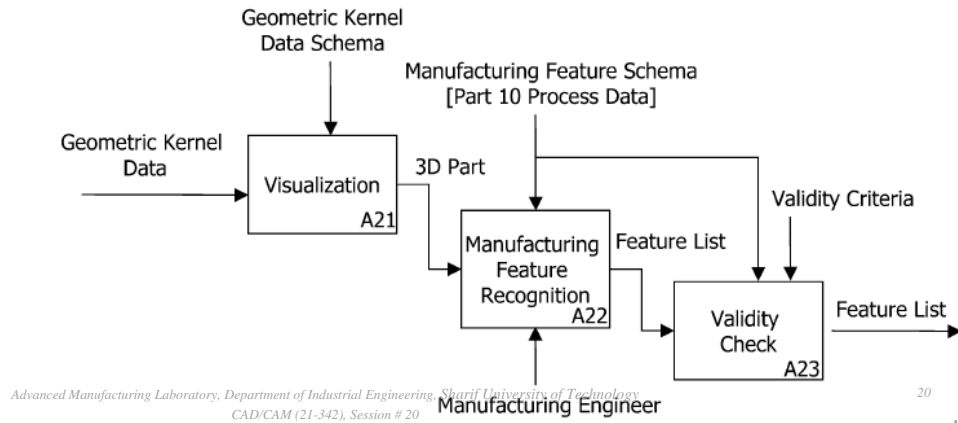 Geometric Kernel
Data Schema
Manufacturing Feature Schema
[Part 10 Process Data]
Geometric Kernel
Data
Visualization
A21
3D Part
Validity Criteria
Manufacturing
Feature
Recognition
A22
Feature List
Validity
Check
A23
Feature List
Advanced Manufacturing Laboratory, Department of Industrial Engineering, Sharif University of Technology
CAD/CAM (21-342), Session # 20
20
Manufacturing Engineer